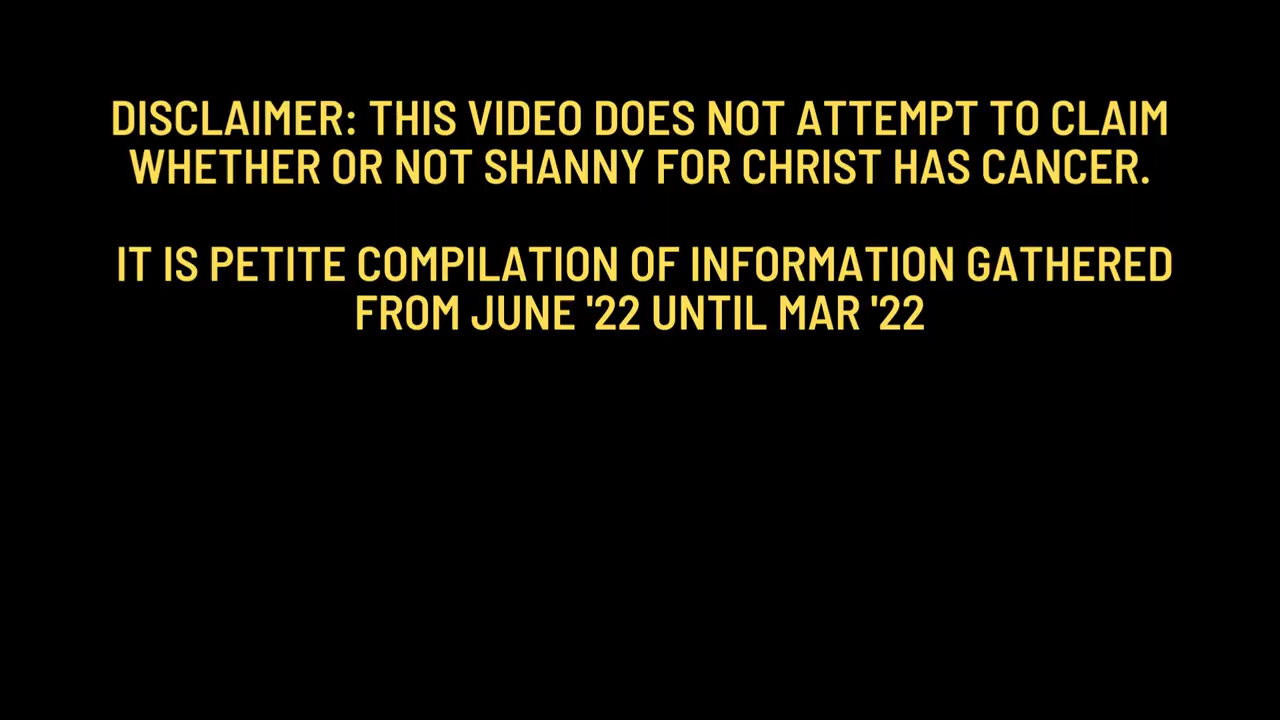 DISCLAIMER: THIS VIDEO DOES NOT ATTEMPT TO CLAIM
WHETHER OR NOT SHANNY FOR CHRIST HAS CANCER.
IT IS PETITE COMPILATION OF INFORMATION GATHERED
FROM JUNE '22 UNTIL MAR '22